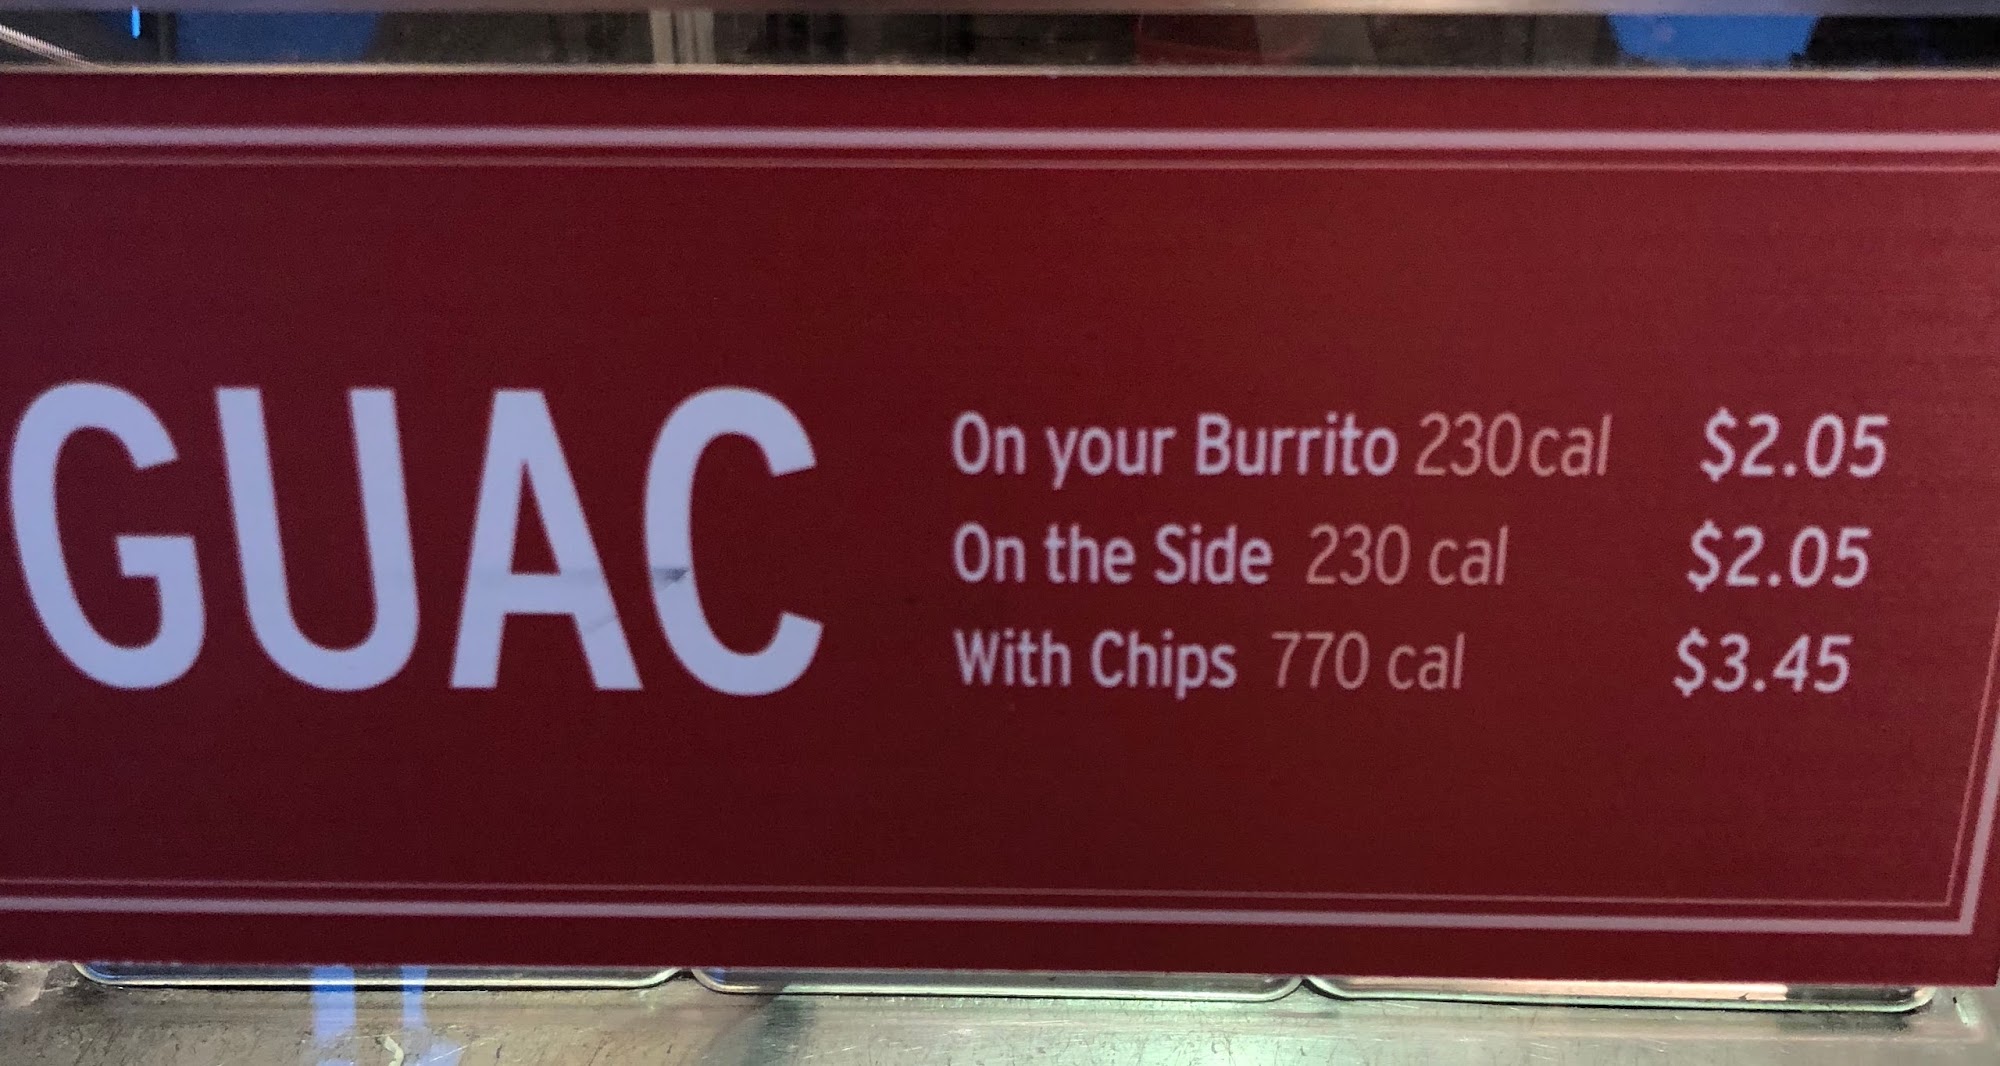 GUAC
On your Burrito 230cal $2.05
On the Side 230 cal $2.05
With Chips 770 cal $3.45